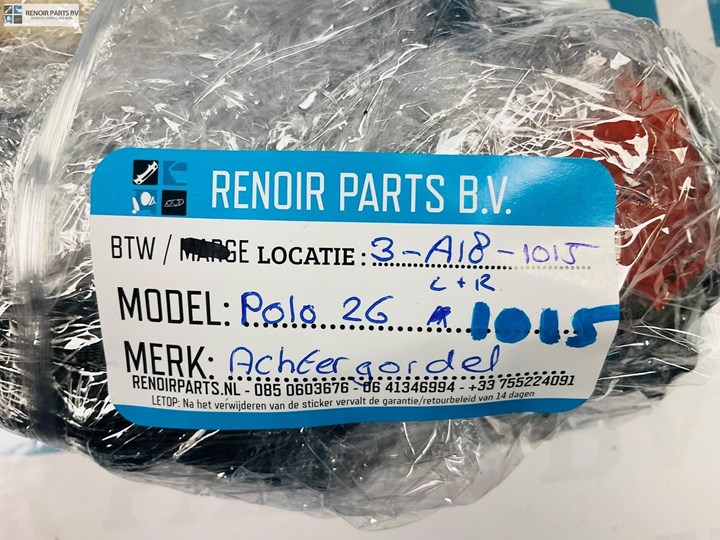 RENOIR PARTS BV
RENOIR PARTS B.V.
BTW / MARGE LOCATIE: 3-A18-1015
L+R
MODEL: Polo 2G 1015
MERK: Achtergordel
RENOIRPARTS.NL - 085 0603676 - 06 41346994 - +33 755224091
LETOP: Na het verwijderen van de sticker vervalt de garantie/retourbeleid van 14 dagen